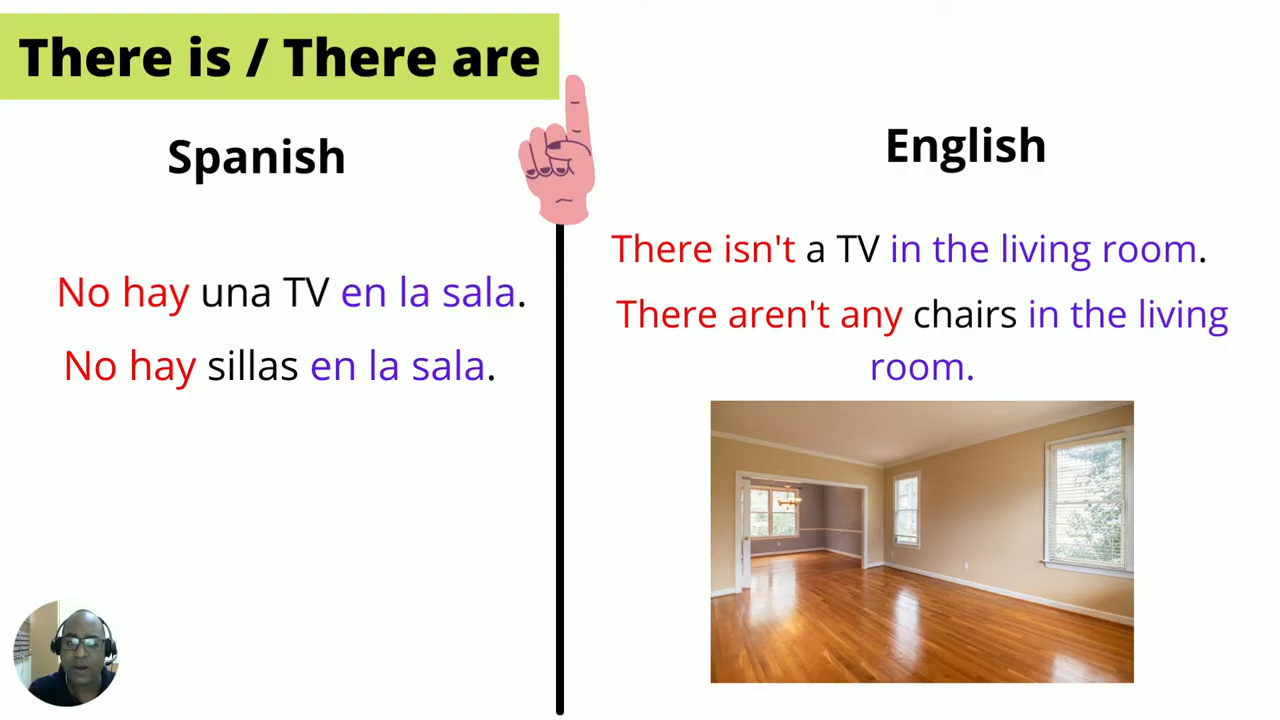 There is / There are
Spanish
No hay una TV en la sala.
No hay sillas en la sala.
English
There isn't a TV in the living room.
There aren't any chairs in the living
room.